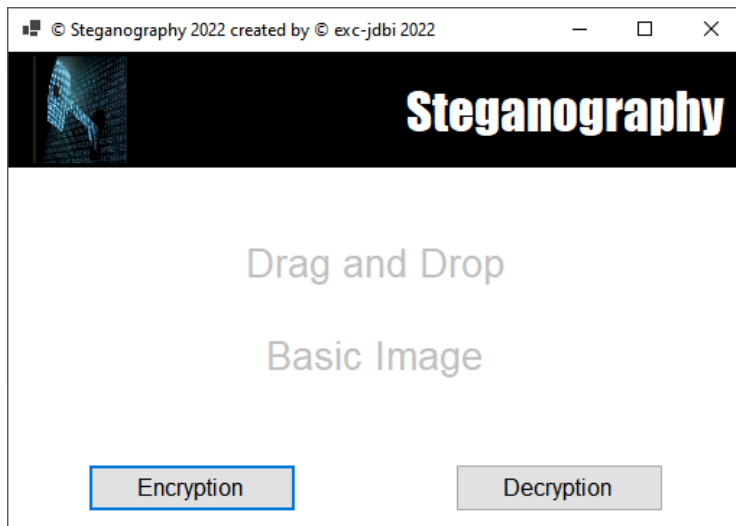 © Steganography 2022 created by © exc-jdbi 2022
Steganography
Drag and Drop
Basic Image
Encryption
Decryption